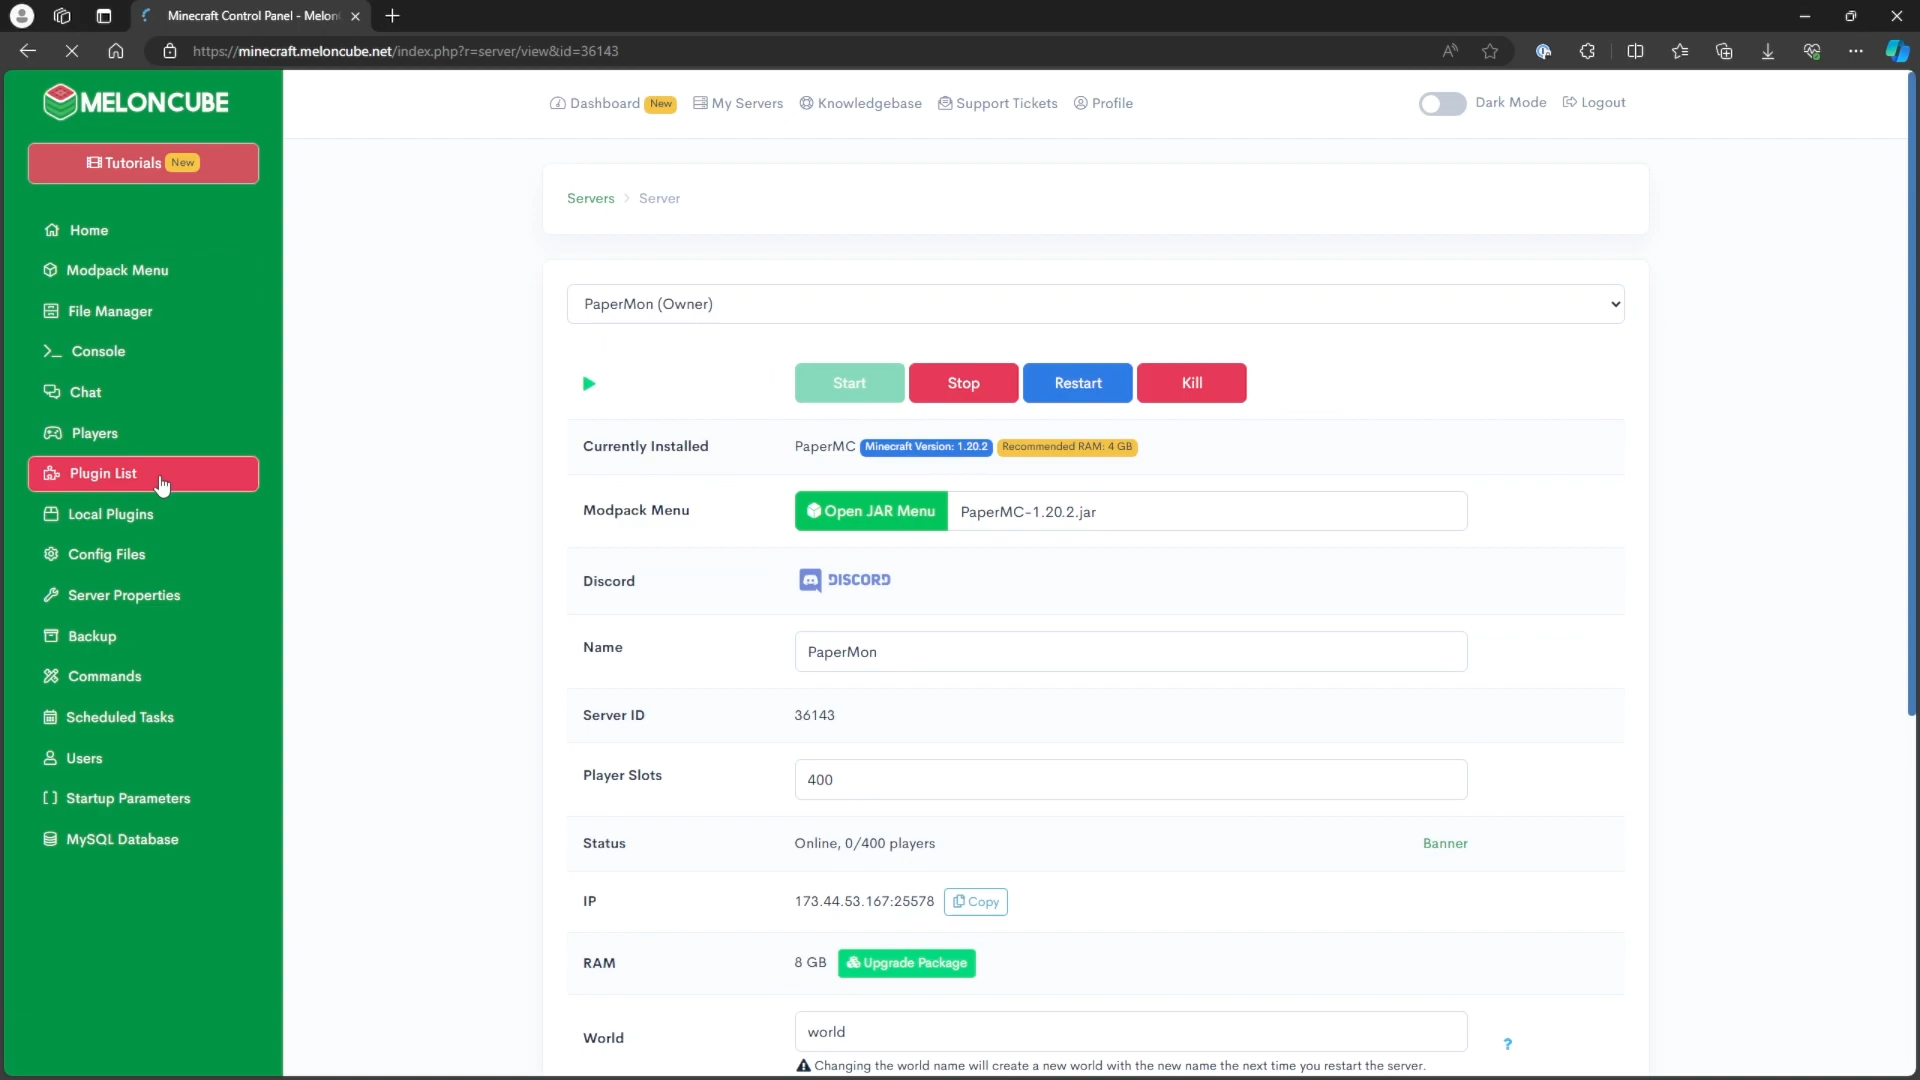 Minecraft Control Panel - Melon
https://minecraft.meloncube.net/index.php?r=server/view&id=36143
MELONCUBE
Dashboard New My Servers Knowledgebase Support Tickets Profile Dark Mode Logout
Tutorials New
Home
Modpack Menu
File Manager
Console
Chat
Players
Plugin List
Local Plugins
Config Files
Server Properties
Backup
Commands
Scheduled Tasks
Users
Startup Parameters
MySQL Database
Servers > Server
PaperMon (Owner)
Start Stop Restart Kill
Currently Installed PaperMC Minecraft Version: 1.20.2 Recommended RAM: 4 GB
Modpack Menu Open JAR Menu PaperMC-1.20.2.jar
Discord DISCORD
Name PaperMon
Server ID 36143
Player Slots 400
Status Online, 0/400 players Banner
IP 173.44.53.167:25578 Copy
RAM 8 GB Upgrade Package
World world ?
Changing the world name will create a new world with the new name the next time you restart the server.